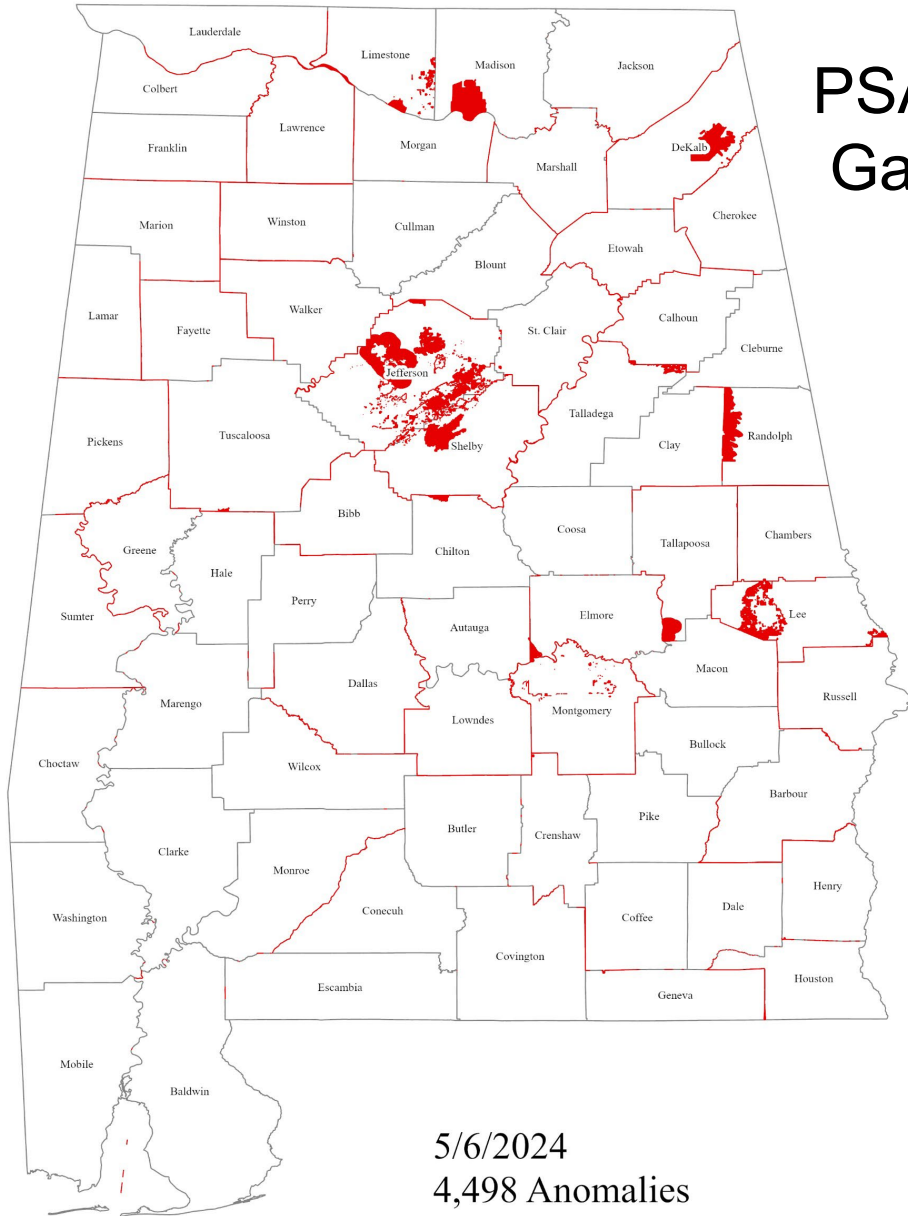 Lauderdale
Limestone
Madison
Jackson
PSA
Colbert
Lawrence
Franklin
Morgan
DeKalb
Ga
Marshall
Cherokee
Marion
Winston
Cullman
Etowah
Blount
Lamar
Fayette
Walker
St. Clair
Calhoun
Cleburne
Jefferson
Talladega
Pickens
Tuscaloosa
Shelby
Clay
Randolph
Bibb
Coosa
Chambers
Greene
Chilton
Tallapoosa
Hale
Perry
Sumter
Autauga
Elmore
Lee
Macon
Dallas
Marengo
Lowndes
Montgomery
Russell
Bullock
Choctaw
Wilcox
Barbour
Butler
Crenshaw
Pike
Clarke
Monroe
Henry
Washington
Conecuh
Coffee
Dale
Covington
Escambia
Geneva
Houston
Mobile
Baldwin
5/6/2024
4,498 Anomalies